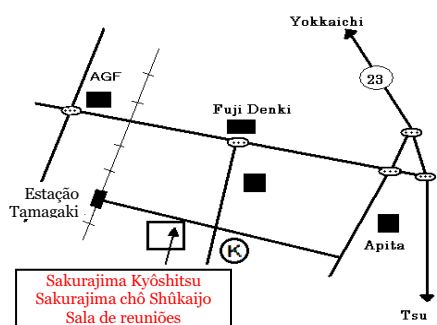 Yokkaichi
23
AGF
Fuji Denki
Estação
Tamagaki
K
Apita
Sakurajima Kyôshitsu
Sakurajima chô Shûkaijo
Sala de reuniões
Tsu